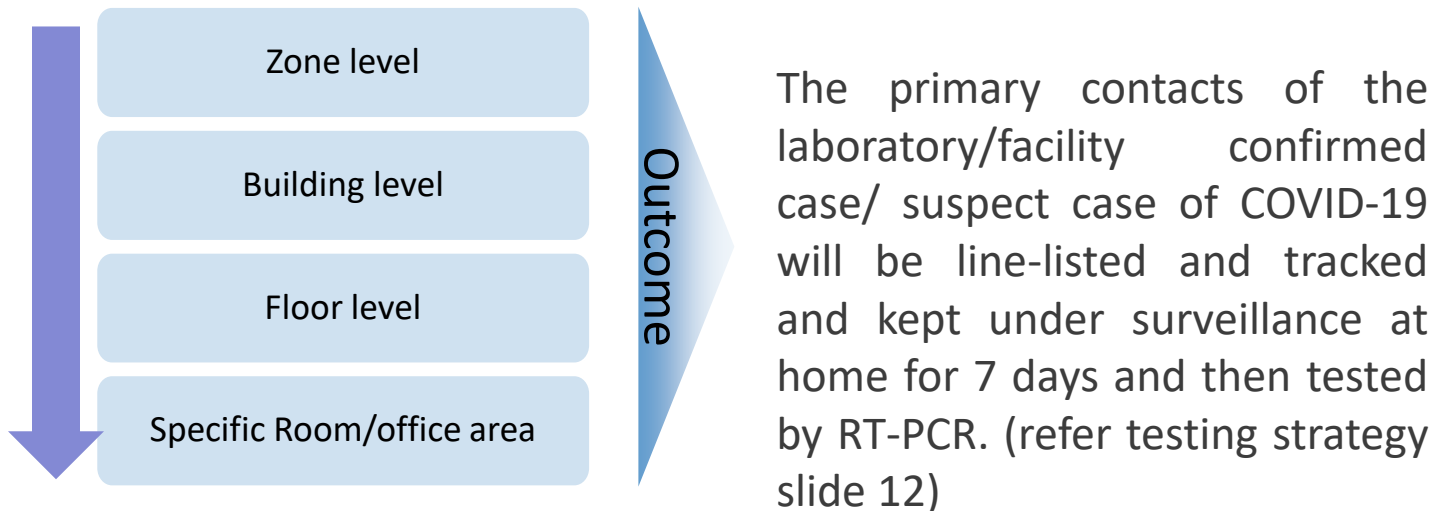 Zone level
Building level
Floor level
Specific Room/office area
Outcome
The primary contacts of the
laboratory/facility confirmed
case/ suspect case of COVID-19
will be line-listed and tracked
and kept under surveillance at
home for 7 days and then tested
by RT-PCR. (refer testing strategy
slide 12)